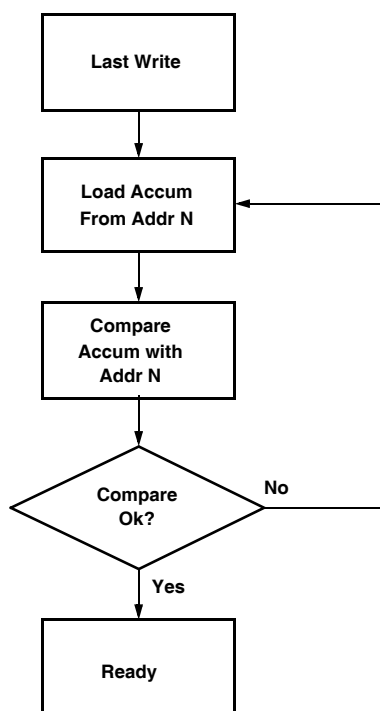 Last Write
Load Accum
From Addr N
Compare
Accum with
Addr N
Compare
Ok?
No
Yes
Ready